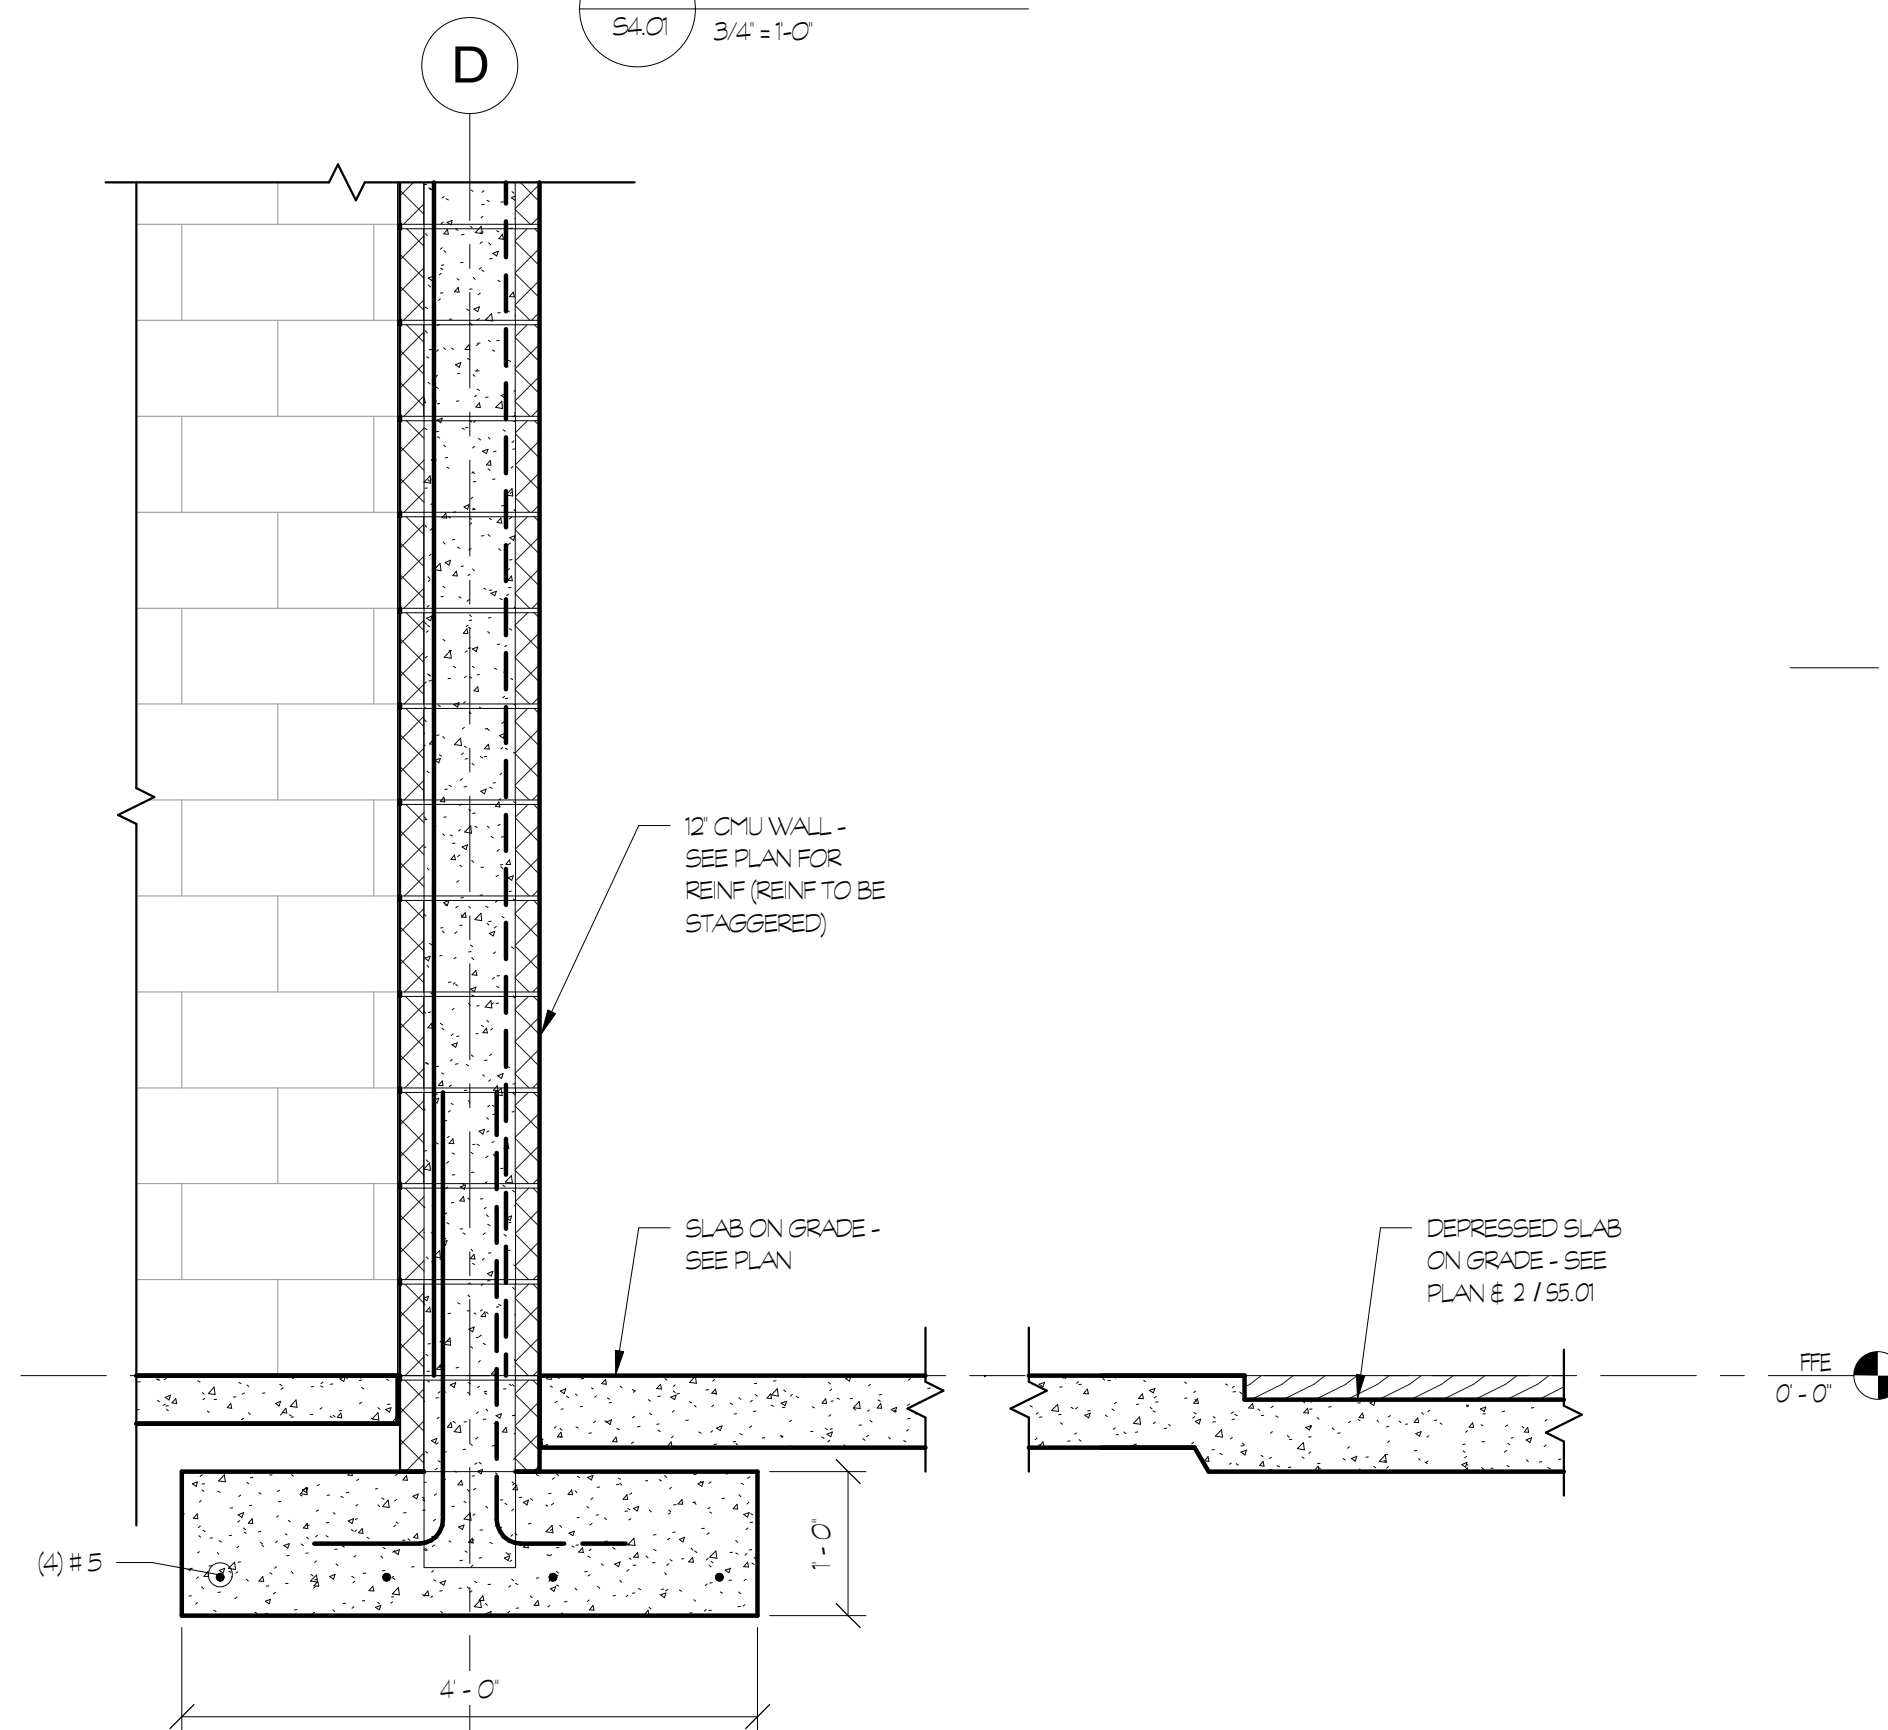 S4.01
3/4" = 1'-0"
D
12" CMU WALL -
SEE PLAN FOR
REINF (REINF TO BE
STAGGERED)
SLAB ON GRADE -
SEE PLAN
DEPRESSED SLAB
ON GRADE - SEE
PLAN & 2 / S5.01
FFE
0' - 0"
(4) # 5
1' - 0"
4' - 0"